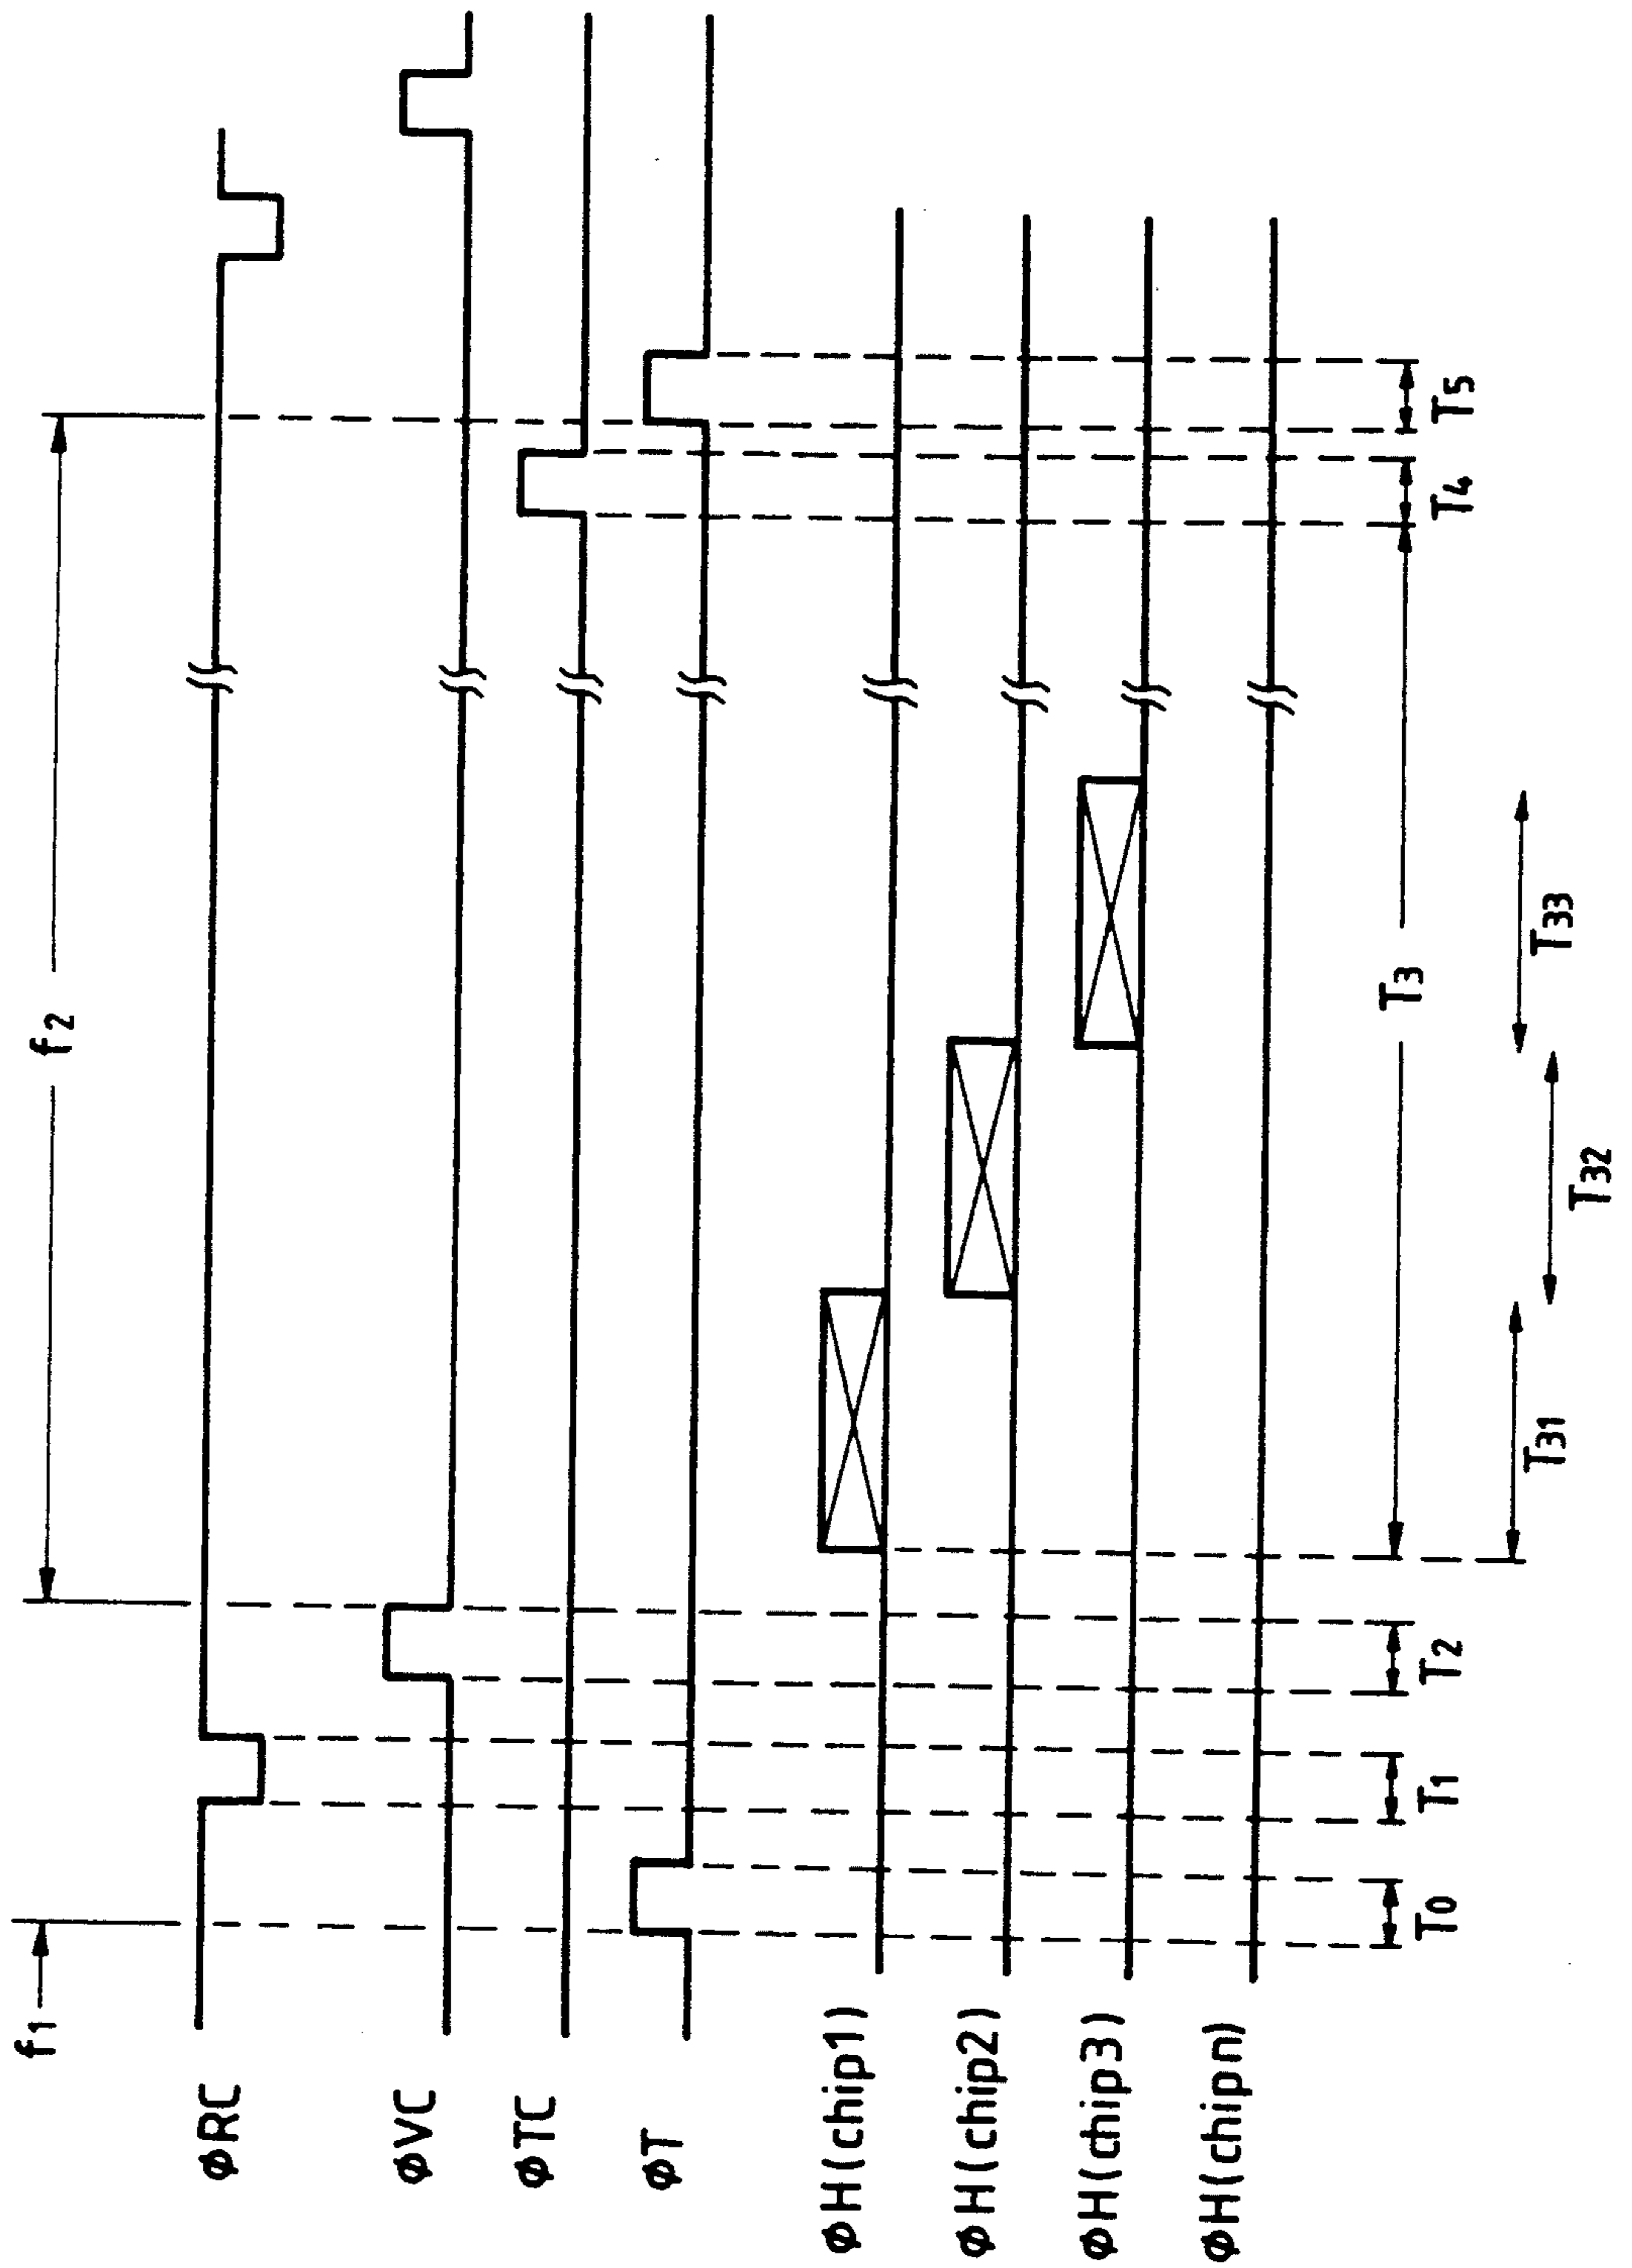 f1
f2
ΦRC
ΦVC
ΦTC
ΦT
ΦH(chip1)
ΦH(chip2)
ΦH(chip3)
ΦH(chipn)
T0
T1
T2
T3
T4
T5
T31
T32
T33